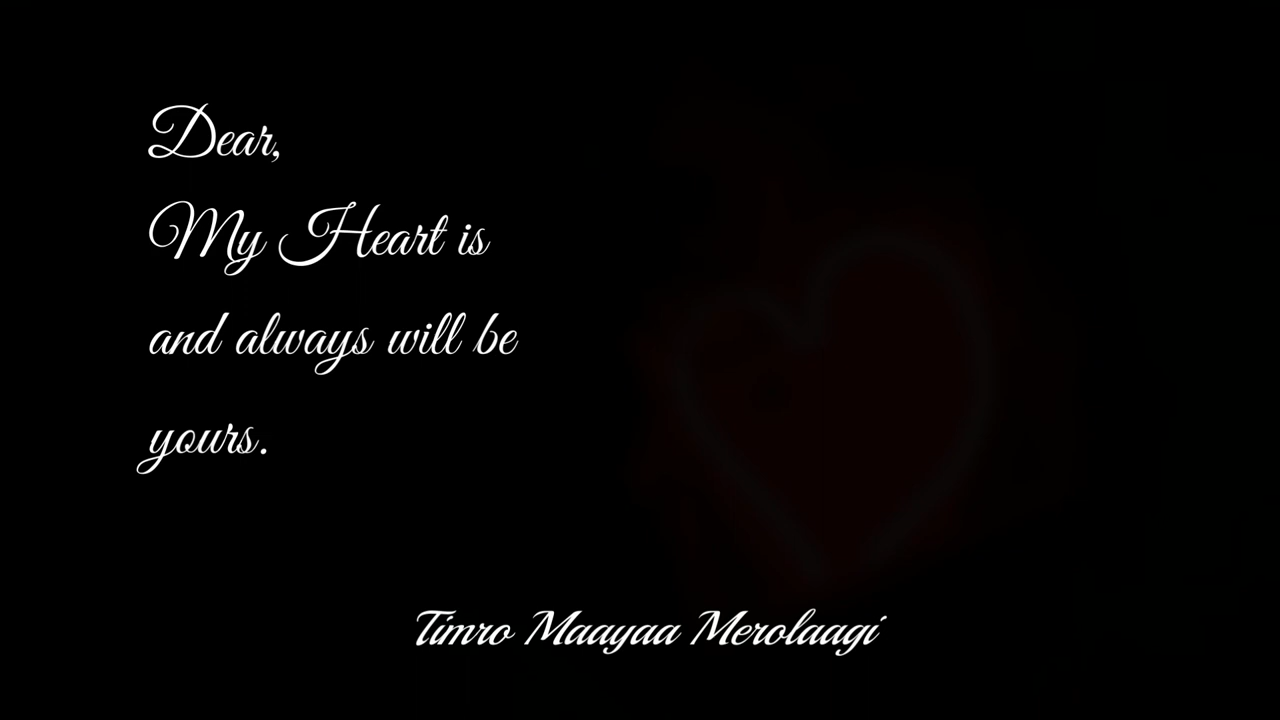 Dear,
My Heart is
and always will be
yours.
Timro Maayaa Merolaagi